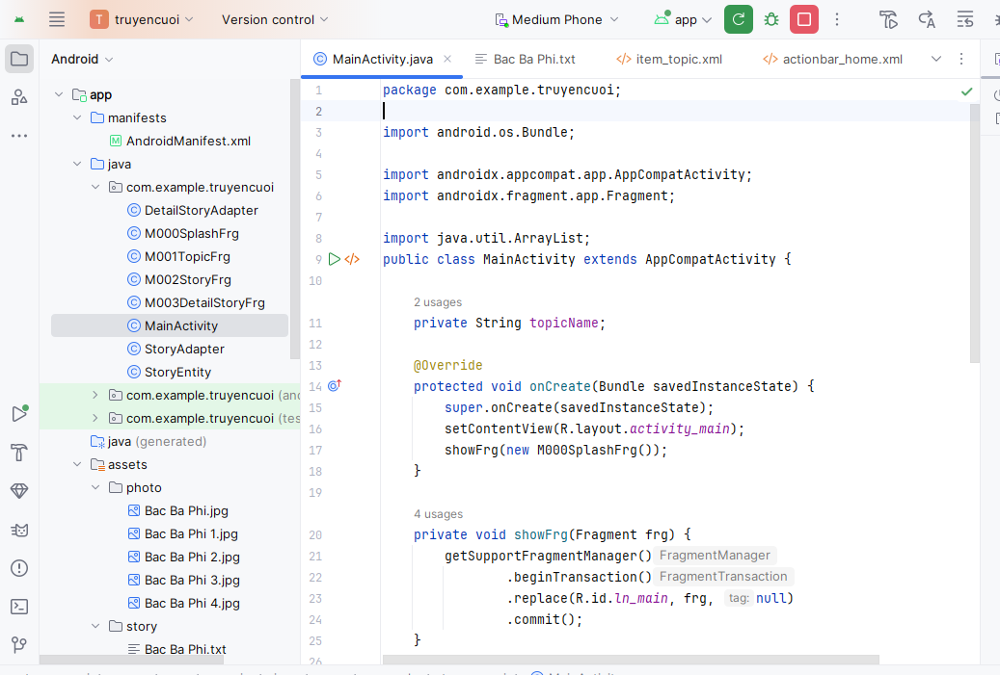 T truyencuoi Version control Medium Phone app
Android
MainActivity.java Bac Ba Phi.txt item_topic.xml actionbar_home.xml
app
manifests
AndroidManifest.xml
java
com.example.truyencuoi
DetailStoryAdapter
M000SplashFrg
M001TopicFrg
M002StoryFrg
M003DetailStoryFrg
MainActivity
StoryAdapter
StoryEntity
com.example.truyencuoi (and
com.example.truyencuoi (tes
java (generated)
assets
photo
Bac Ba Phi.jpg
Bac Ba Phi 1.jpg
Bac Ba Phi 2.jpg
Bac Ba Phi 3.jpg
Bac Ba Phi 4.jpg
story
Bac Ba Phi.txt
1 package com.example.truyencuoi;
2
3 import android.os.Bundle;
4
5 import androidx.appcompat.app.AppCompatActivity;
6 import androidx.fragment.app.Fragment;
7
8 import java.util.ArrayList;
9 public class MainActivity extends AppCompatActivity {
10
2 usages
11 private String topicName;
12
13 @Override
14 protected void onCreate(Bundle savedInstanceState) {
15 super.onCreate(savedInstanceState);
16 setContentView(R.layout.activity_main);
17 showFrg(new M000SplashFrg());
18 }
19
4 usages
20 private void showFrg(Fragment frg) {
21 getSupportFragmentManager() FragmentManager
22 .beginTransaction() FragmentTransaction
23 .replace(R.id.ln_main, frg, tag: null)
24 .commit();
25 }
26